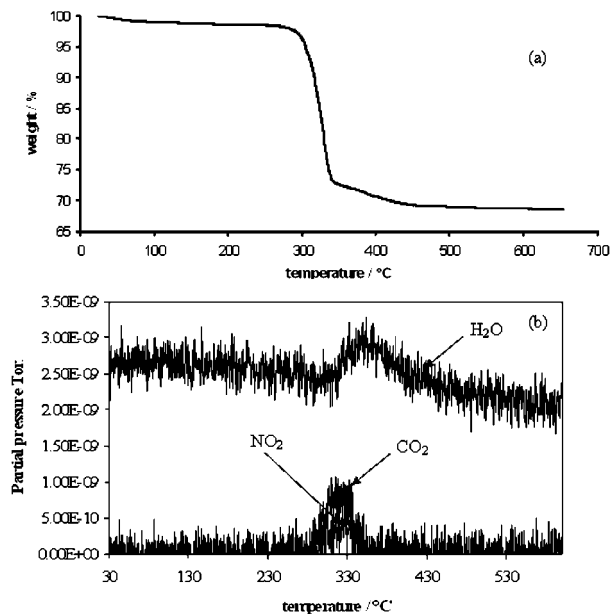 100
95
90
85
80
75
70
65
weight / %
(a)
0 100 200 300 400 500 600 700
temperature / °C
3.50E-09
3.00E-09
2.50E-09
2.00E-09
1.50E-09
1.00E-09
5.00E-10
0.00E+00
Partial pressure Torr
(b)
H₂O
NO₂
CO₂
30 130 230 330 430 530
temperature / °C